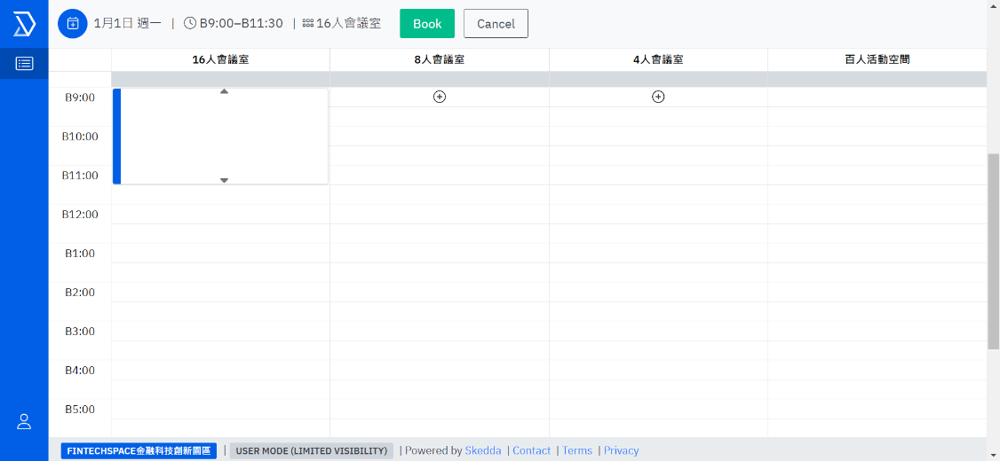 1月1日 週一 | B9:00–B11:30 | 16人會議室 Book Cancel
16人會議室 8人會議室 4人會議室 百人活動空間
B9:00
B10:00
B11:00
B12:00
B1:00
B2:00
B3:00
B4:00
B5:00
FINTECHSPACE金融科技創新園區 | USER MODE (LIMITED VISIBILITY) | Powered by Skedda | Contact | Terms | Privacy